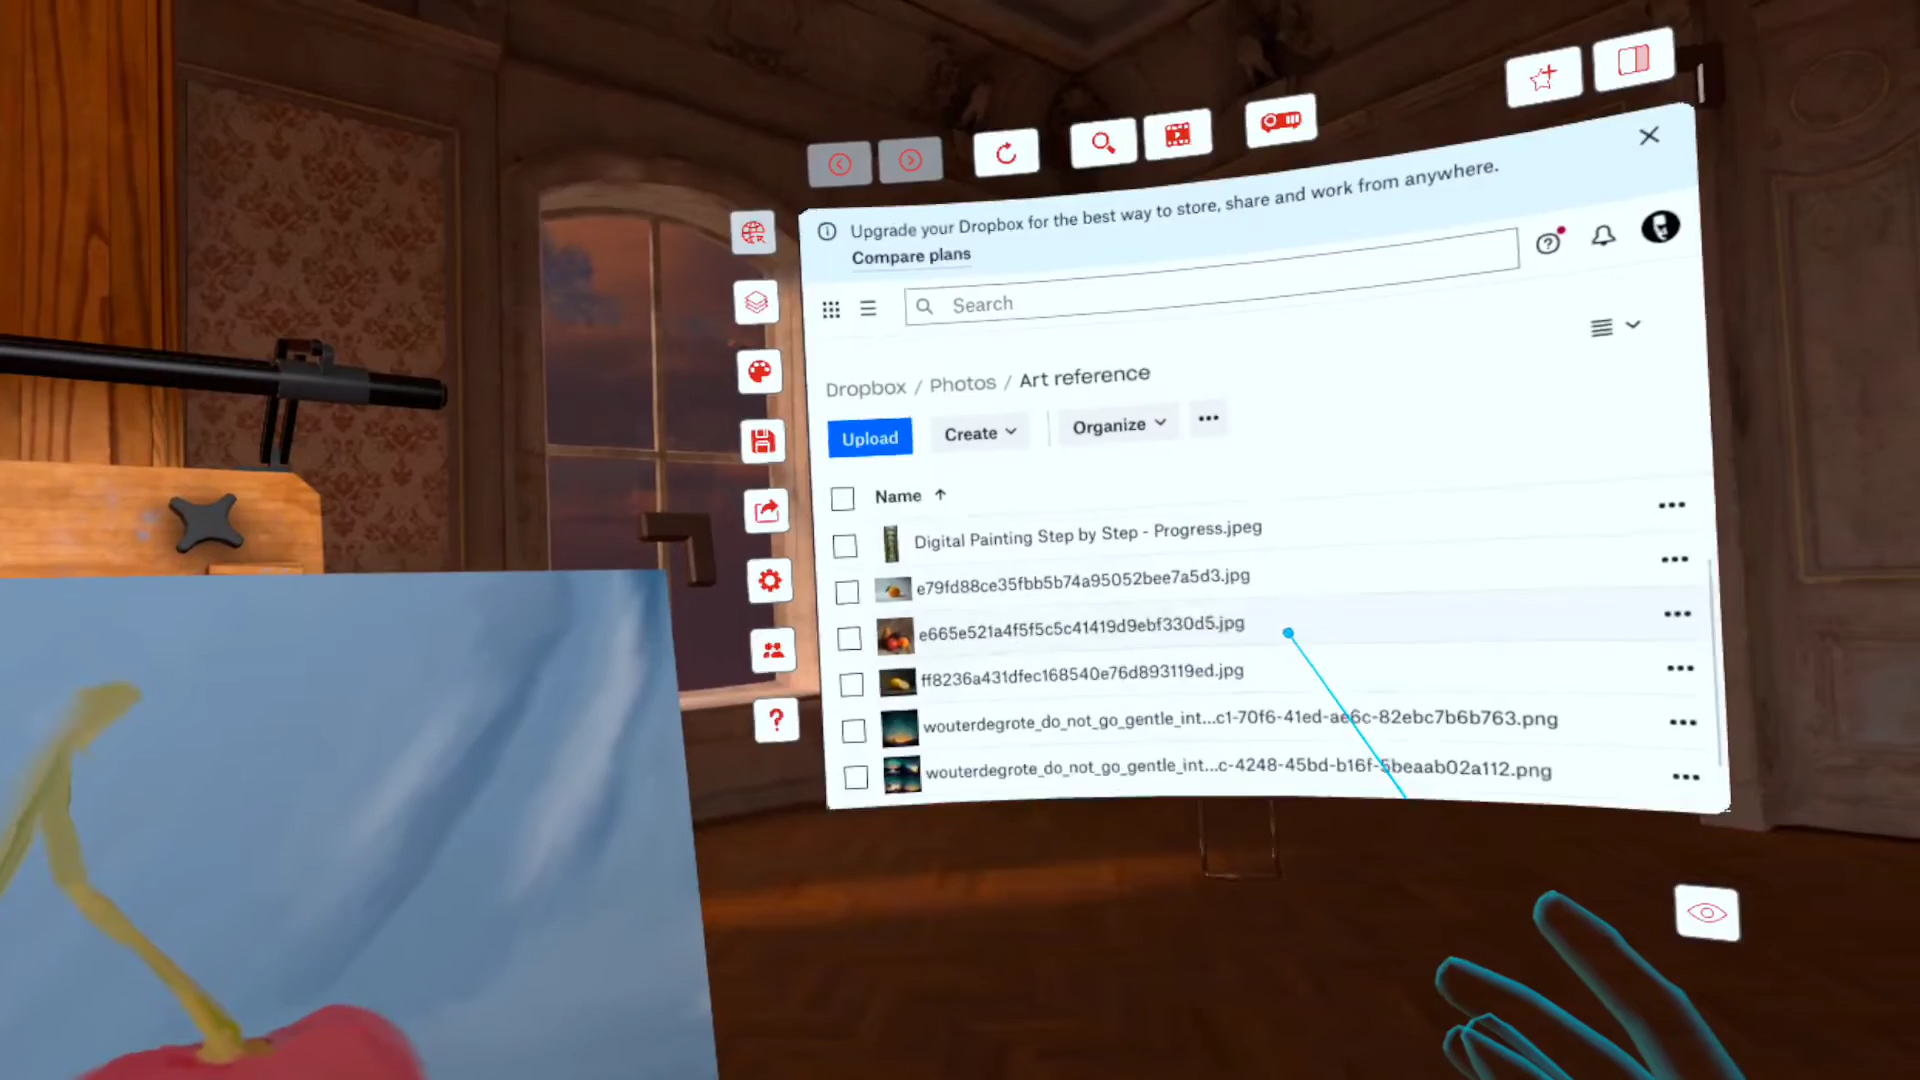 Upgrade your Dropbox for the best way to store, share and work from anywhere.
Compare plans
Search
Dropbox / Photos / Art reference
Upload
Create
Organize
Name ↑
Digital Painting Step by Step - Progress.jpeg
e79fd88ce35fbb5b74a95052bee7a5d3.jpg
e665e521a4f5f5c5c41419d9ebf330d5.jpg
ff8236a431dfec168540e76d893119ed.jpg
wouterdegrote_do_not_go_gentle_int...c1-70f6-41ed-ae6c-82ebc7b6b763.png
wouterdegrote_do_not_go_gentle_int...c-4248-45bd-b16f-5beaab02a112.png